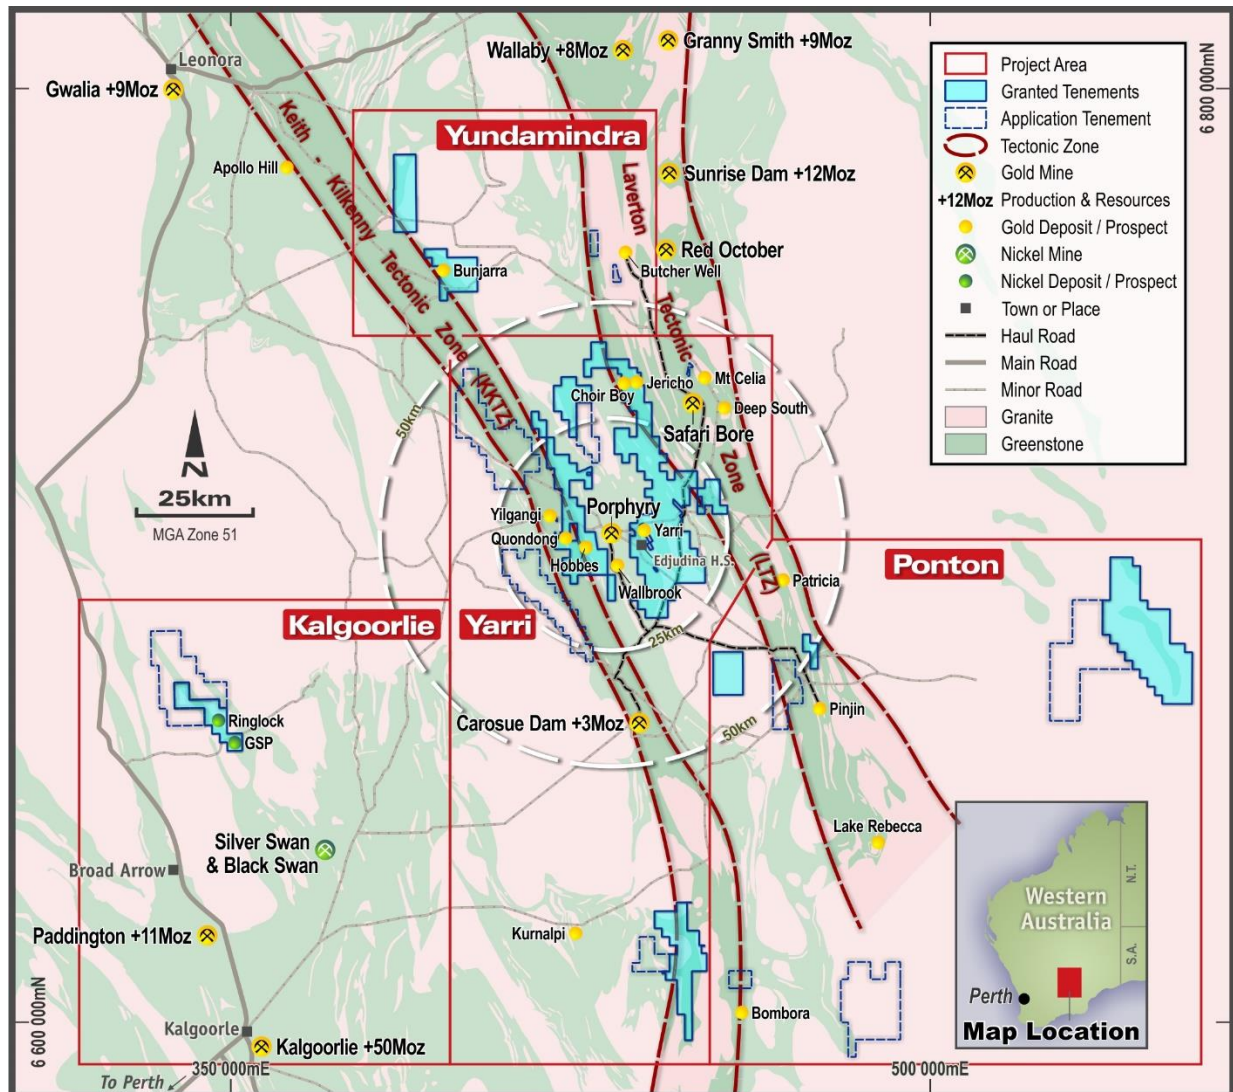 Leonora
Gwalia +9Moz
Apollo Hill
Keith - Kilkenny Tectonic Zone (KKTZ)
Yundamindra
Bunjarra
Wallaby +8Moz
Granny Smith +9Moz
Sunrise Dam +12Moz
Red October
Butcher Well
Laverton Tectonic Zone (LTZ)
Project Area
Granted Tenements
Application Tenement
Tectonic Zone
Gold Mine
+12Moz Production & Resources
Gold Deposit / Prospect
Nickel Mine
Nickel Deposit / Prospect
Town or Place
Haul Road
Main Road
Minor Road
Granite
Greenstone
6 800 000mN
N
25km
MGA Zone 51
50km
Choir Boy
Jericho
Mt Celia
Deep South
Safari Bore
Yilgangi
Quondong
Hobbes
Porphyry
Yarri
Edjudina H.S.
Wallbrook
25km
50km
Patricia
Ponton
Kalgoorlie
Yarri
Ringlock
GSP
Carosue Dam +3Moz
Pinjin
Silver Swan
& Black Swan
Broad Arrow
Paddington +11Moz
Lake Rebecca
Kurnalpi
Bombora
Kalgoorle
Kalgoorlie +50Moz
To Perth
6 600 000mN
350 000mE
500 000mE
Western
Australia
N.T.
S.A.
Perth
Map Location